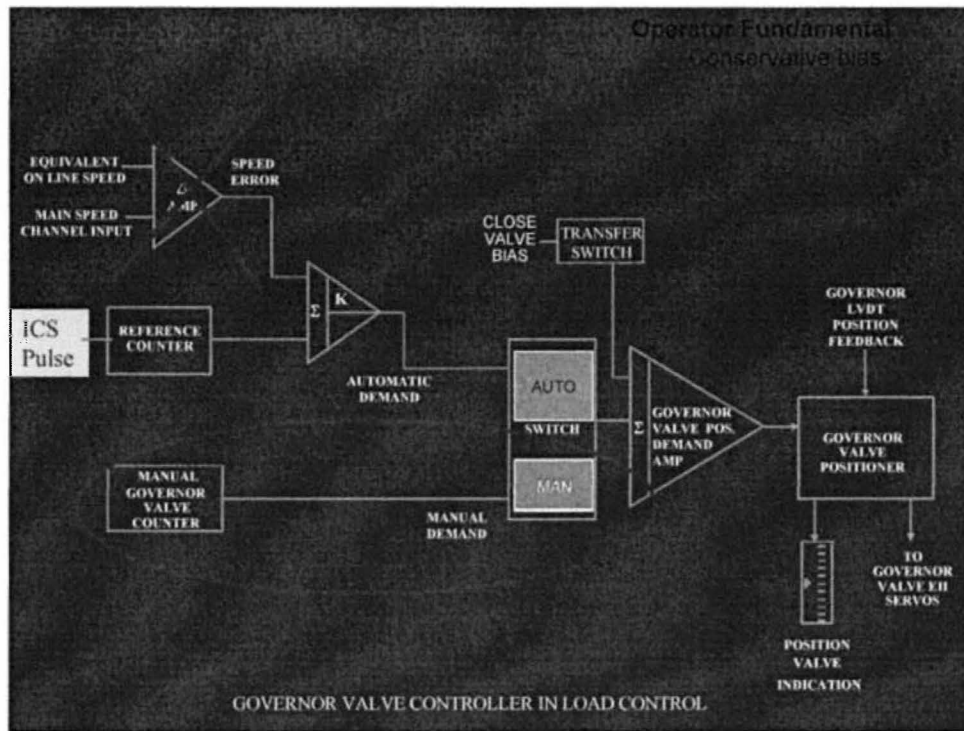 Operator Fundamental
Conservative bias
EQUIVALENT
ON LINE SPEED
SPEED
ERROR
MAIN SPEED
CHANNEL INPUT
CLOSE
VALVE
BIAS
TRANSFER
SWITCH
K
Σ
GOVERNOR
LVDT
POSITION
FEEDBACK
ICS
Pulse
REFERENCE
COUNTER
AUTOMATIC
DEMAND
AUTO
SWITCH
MAN
Σ
GOVERNOR
VALVE POS.
DEMAND
AMP
GOVERNOR
VALVE
POSITIONER
MANUAL
GOVERNOR
VALVE
COUNTER
MANUAL
DEMAND
TO
GOVERNOR
VALVE EH
SERVOS
POSITION
VALVE
INDICATION
GOVERNOR VALVE CONTROLLER IN LOAD CONTROL